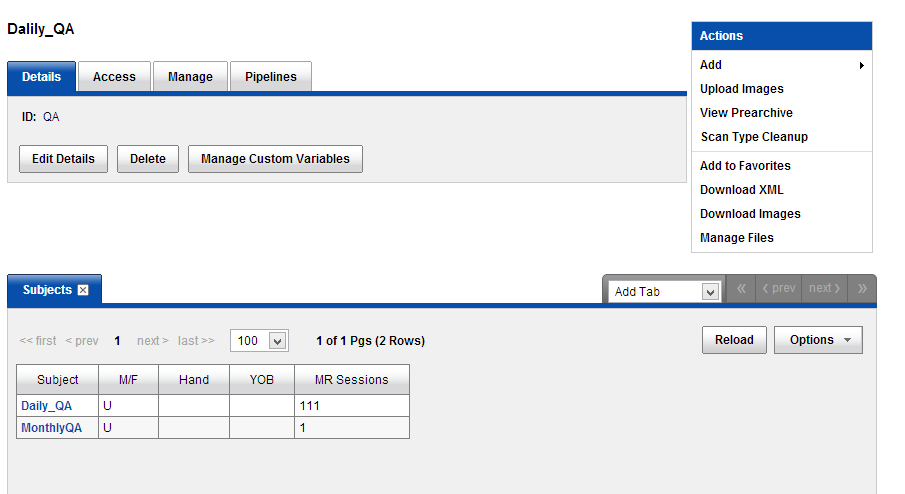 Dalily_QA
Details Access Manage Pipelines
ID: QA
Edit Details Delete Manage Custom Variables
Actions
Add
Upload Images
View Prearchive
Scan Type Cleanup
Add to Favorites
Download XML
Download Images
Manage Files
Subjects
Add Tab « < prev next > »
<< first < prev 1 next > last >> 100 1 of 1 Pgs (2 Rows) Reload Options
Subject M/F Hand YOB MR Sessions
Daily_QA U 111
MonthlyQA U 1